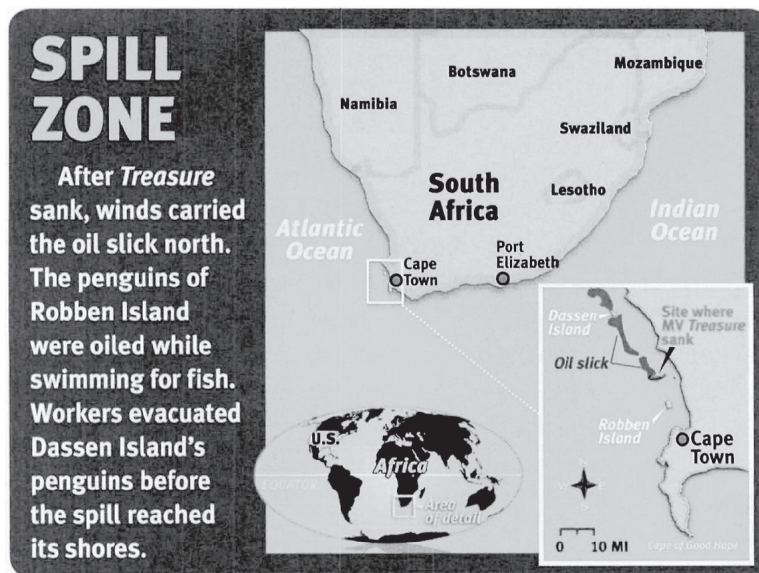 SPILL
ZONE
After Treasure
sank, winds carried
the oil slick north.
The penguins of
Robben Island
were oiled while
swimming for fish.
Workers evacuated
Dassen Island's
penguins before
the spill reached
its shores.
Mozambique
Botswana
Namibia
Swaziland
South
Africa
Lesotho
Atlantic
Ocean
Indian
Ocean
Cape
Town
Port
Elizabeth
U.S.
Africa
EQUATOR
Area
of detail
Dassen
Island
Site where
MV Treasure
sank
Oil slick
Robben
Island
Cape
Town
N
W
E
S
0 10 MI
Cape of Good Hope